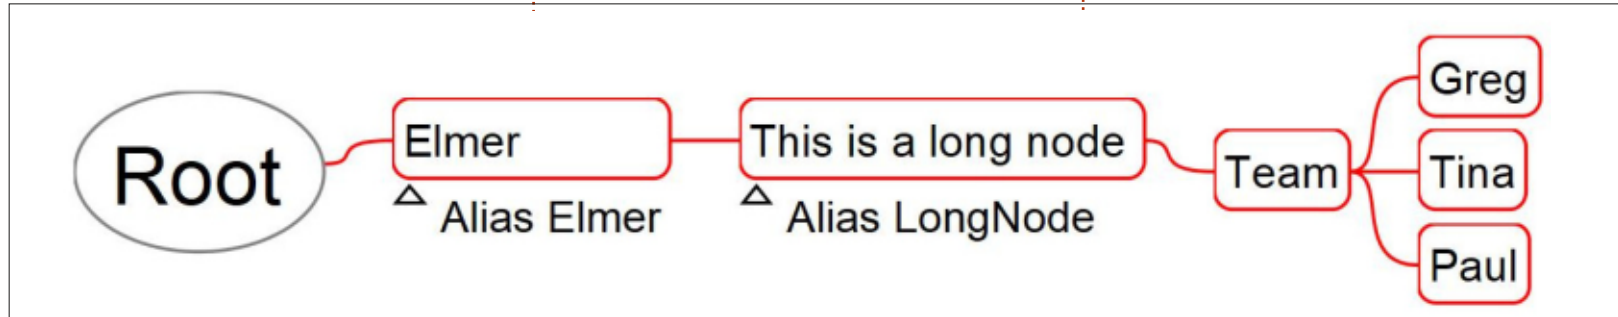 Root
Elmer
Alias Elmer
This is a long node
Alias LongNode
Team
Greg
Tina
Paul